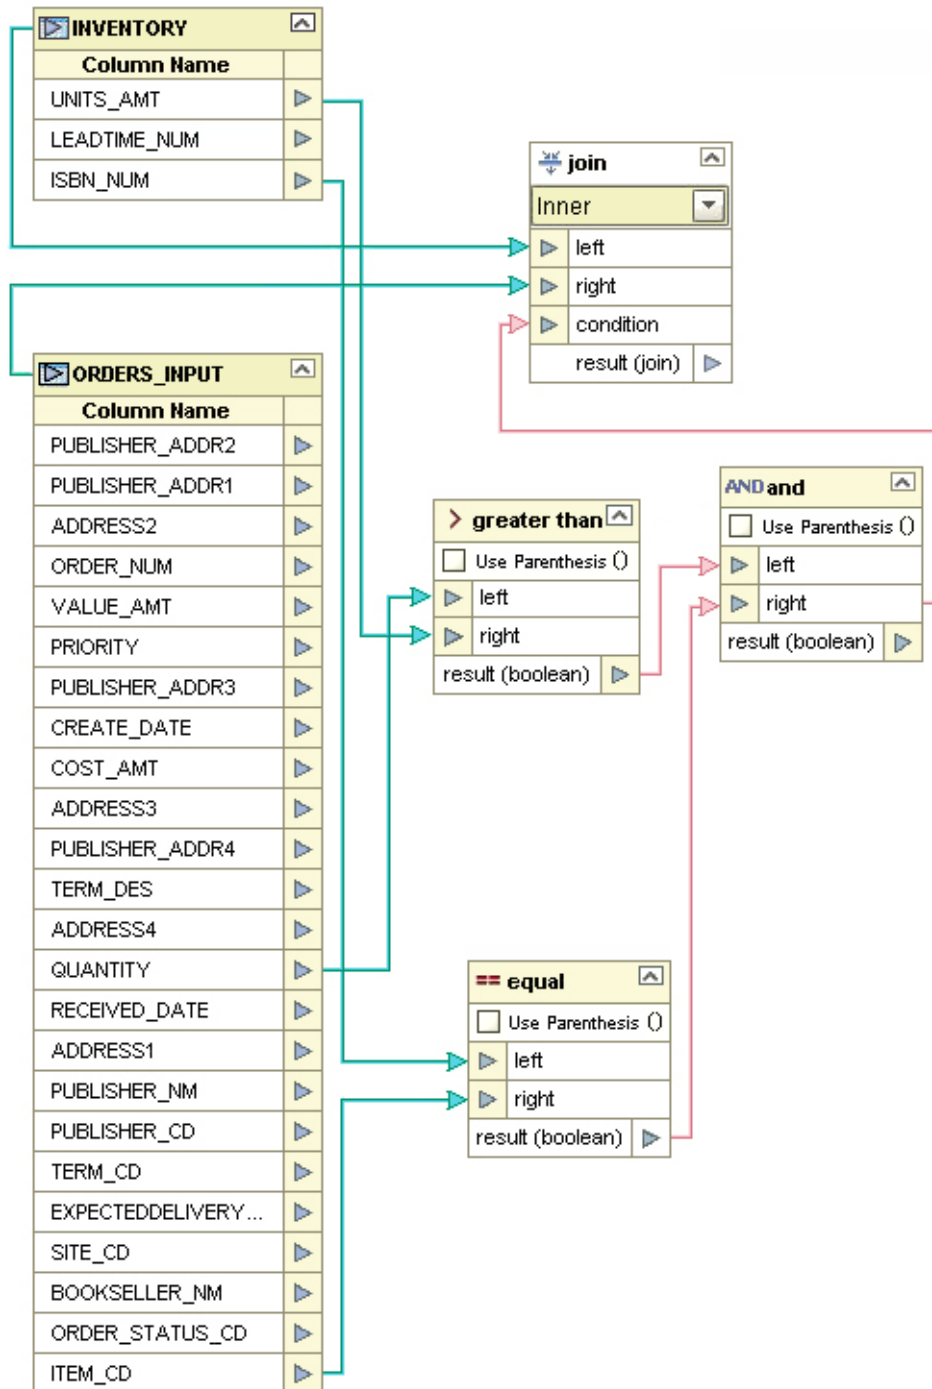 INVENTORY
Column Name
UNITS_AMT
LEADTIME_NUM
ISBN_NUM
join
Inner
left
right
condition
result (join)
ORDERS_INPUT
Column Name
PUBLISHER_ADDR2
PUBLISHER_ADDR1
ADDRESS2
ORDER_NUM
VALUE_AMT
PRIORITY
PUBLISHER_ADDR3
CREATE_DATE
COST_AMT
ADDRESS3
PUBLISHER_ADDR4
TERM_DES
ADDRESS4
QUANTITY
RECEIVED_DATE
ADDRESS1
PUBLISHER_NM
PUBLISHER_CD
TERM_CD
EXPECTEDDELIVERY...
SITE_CD
BOOKSELLER_NM
ORDER_STATUS_CD
ITEM_CD
> greater than
Use Parenthesis ()
left
right
result (boolean)
AND and
Use Parenthesis ()
left
right
result (boolean)
== equal
Use Parenthesis ()
left
right
result (boolean)